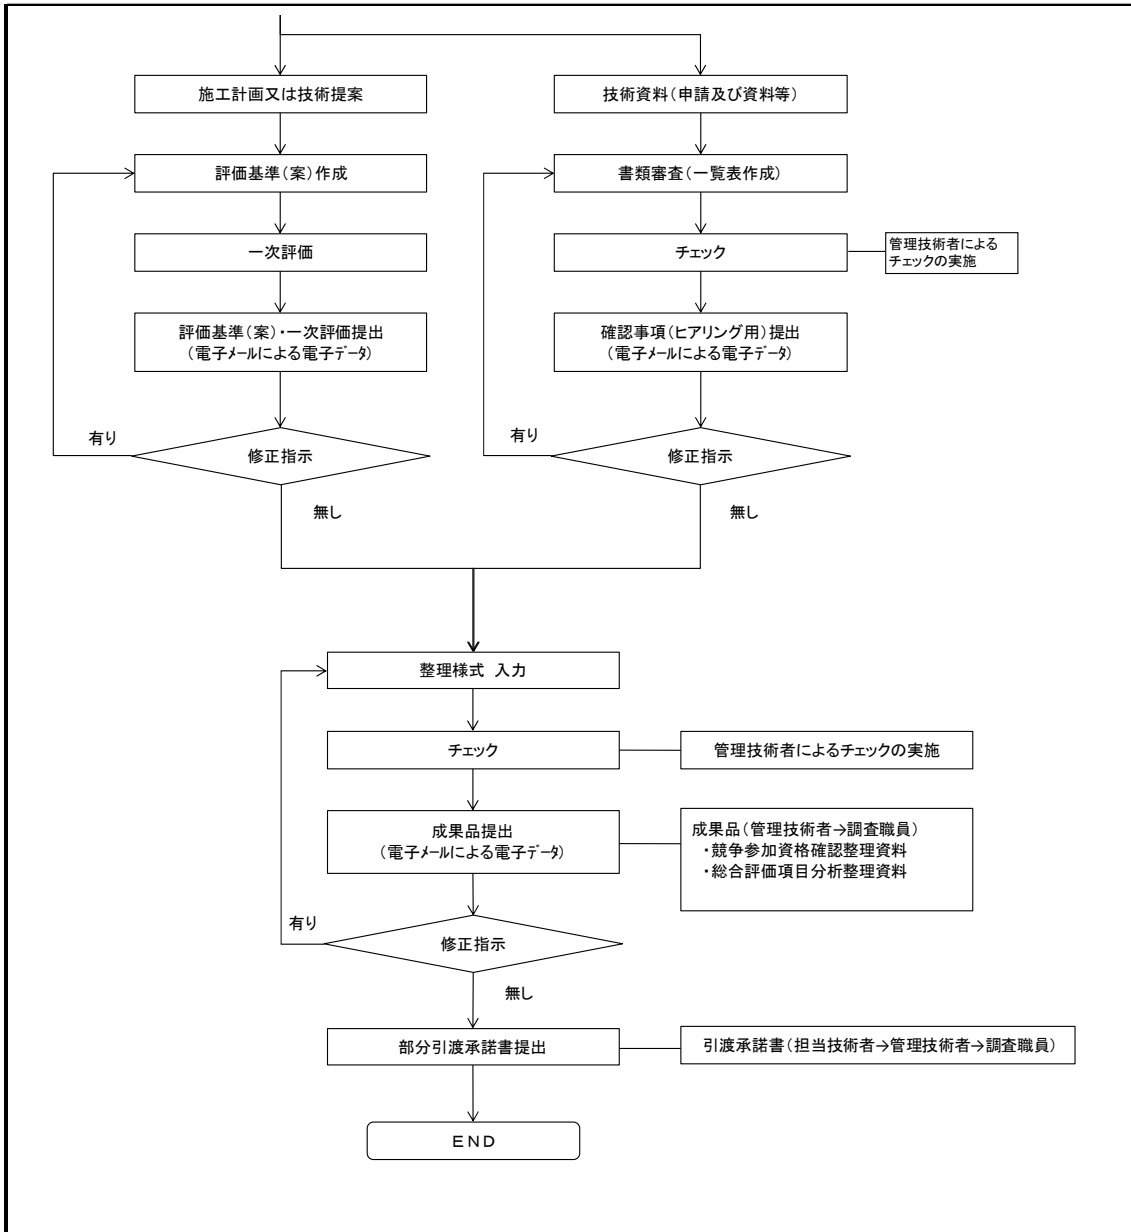 施工計画又は技術提案
技術資料(申請及び資料等)
評価基準(案)作成
書類審査(一覧表作成)
一次評価
チェック
管理技術者による
チェックの実施
評価基準(案)・一次評価提出
(電子メールによる電子データ)
確認事項(ヒアリング用)提出
(電子メールによる電子データ)
有り
修正指示
有り
修正指示
無し
無し
整理様式 入力
チェック
管理技術者によるチェックの実施
成果品提出
(電子メールによる電子データ)
成果品(管理技術者→調査職員)
・競争参加資格確認整理資料
・総合評価項目分析整理資料
有り
修正指示
無し
部分引渡承諾書提出
引渡承諾書(担当技術者→管理技術者→調査職員)
END